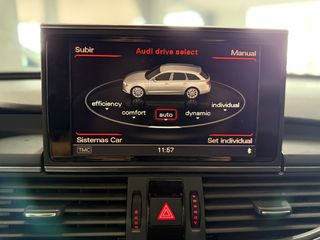 Subir
Audi drive select
Manual
efficiency
individual
comfort
auto
dynamic
Sistemas Car
Set individual
TMC
11:57